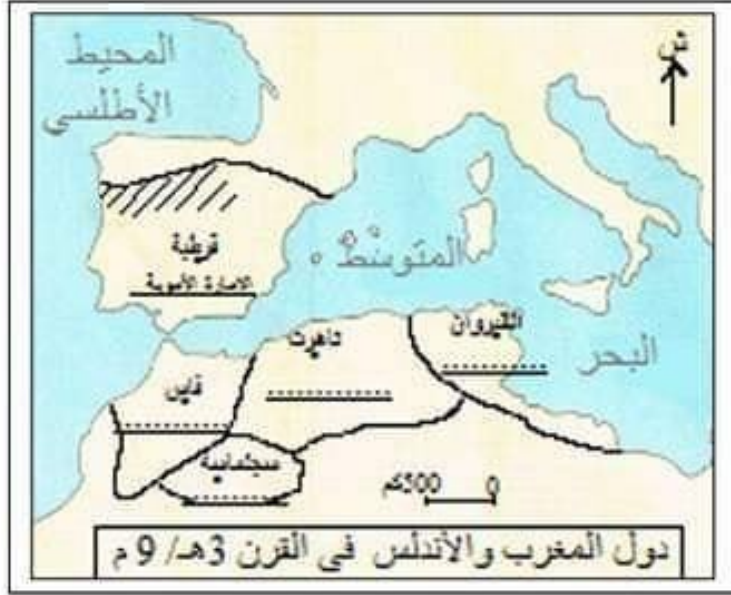 المحيط
الأطلسي
ش
قرطبة
الامارة الأموية
المتوسط
البحر
القيروان
تاهرت
فاس
سجلماسة
500كم 0
دول المغرب والأندلس في القرن 3هـ/ 9 م